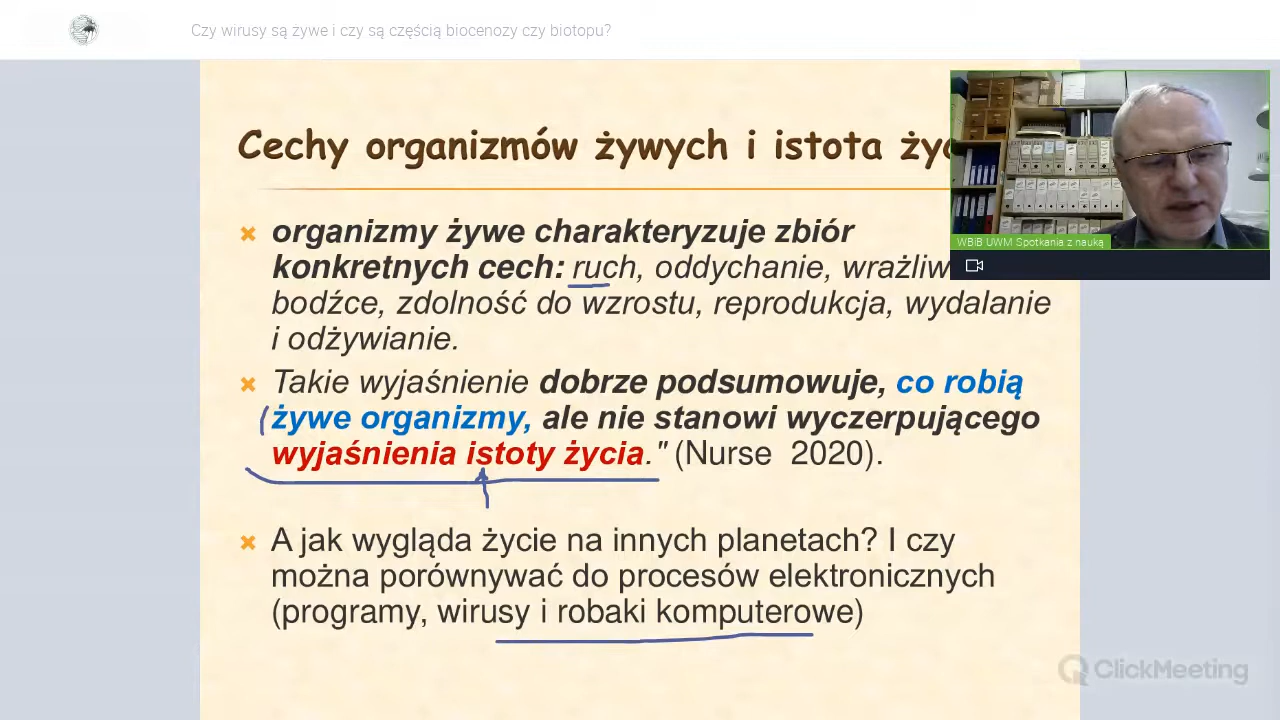 Czy wirusy są żywe i czy są częścią biocenozy czy biotopu?
Cechy organizmów żywych i istota
organizmy żywe charakteryzuje zbiór
konkretnych cech: ruch, oddychanie,
bodźce, zdolność do wzrostu, reprodukcja, wydalanie
i odżywianie.
Takie wyjaśnienie dobrze podsumowuje, co robią
żywe organizmy, ale nie stanowi wyczerpującego
wyjaśnienia istoty życia." (Nurse 2020).
A jak wygląda życie na innych planetach? I czy
można porównywać do procesów elektronicznych
(programy, wirusy i robaki komputerowe)
WBiB UWM Spotkania z nauką
ClickMeeting